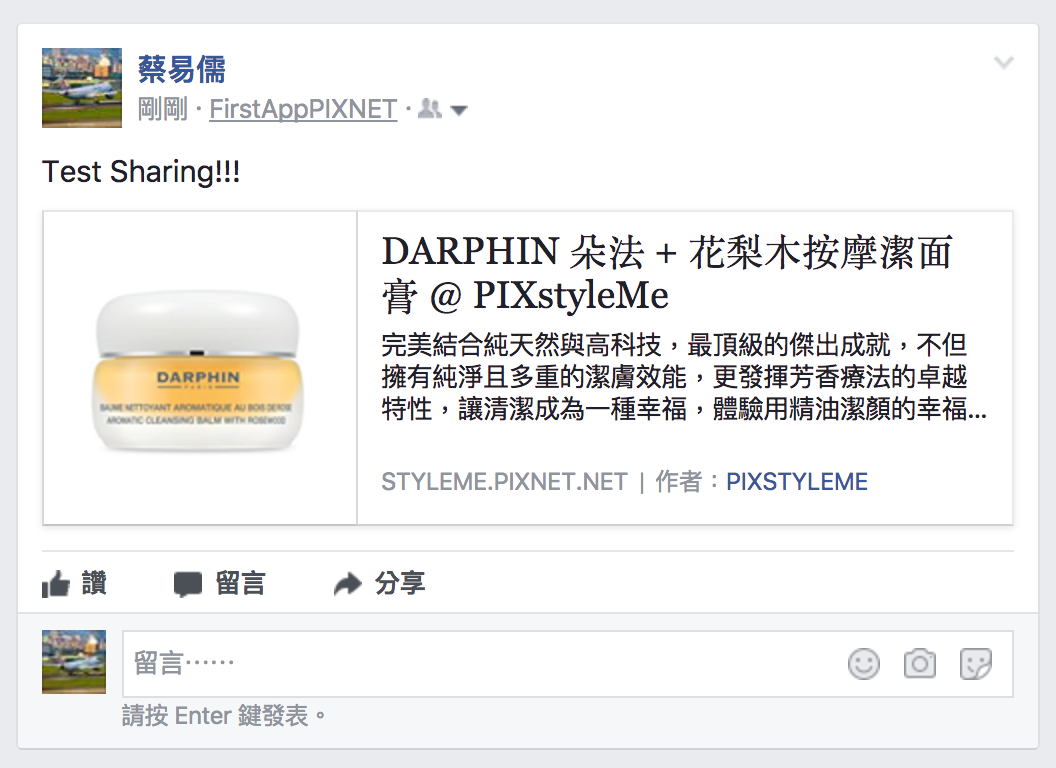 蔡易儒
剛剛 · FirstAppPIXNET ·
Test Sharing!!!
DARPHIN
PARIS
BAUME NETTOYANT AROMATIQUE AU BOIS DE ROSE
AROMATIC CLEANSING BALM WITH ROSEWOOD
DARPHIN 朵法 + 花梨木按摩潔面
膏 @ PIXstyleMe
完美結合純天然與高科技，最頂級的傑出成就，不但
擁有純淨且多重的潔膚效能，更發揮芳香療法的卓越
特性，讓清潔成為一種幸福，體驗用精油潔顏的幸福...
STYLEME.PIXNET.NET | 作者：PIXSTYLEME
讚 留言 分享
留言……
請按 Enter 鍵發表。